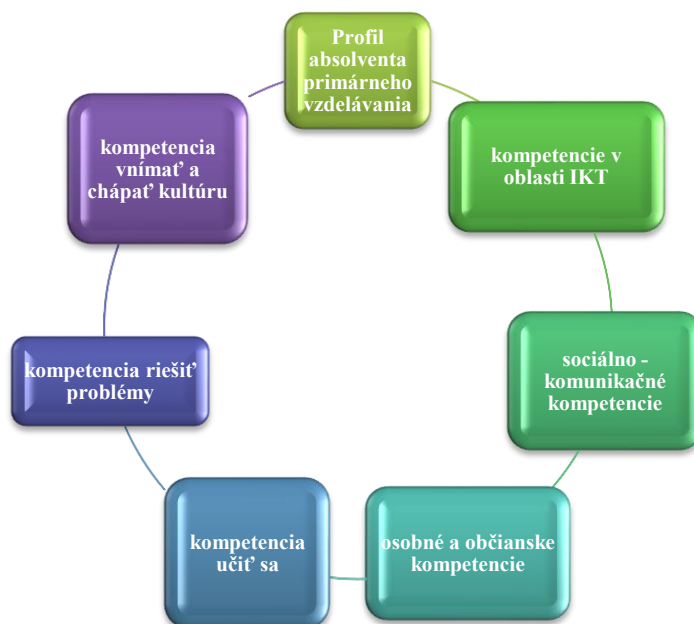 Profil
absolventa
primárneho
vzdelávania
kompetencie v
oblasti IKT
sociálno -
komunikačné
kompetencie
osobné a občianske
kompetencie
kompetencia
učiť sa
kompetencia riešiť
problémy
kompetencia
vnímať a
chápať kultúru